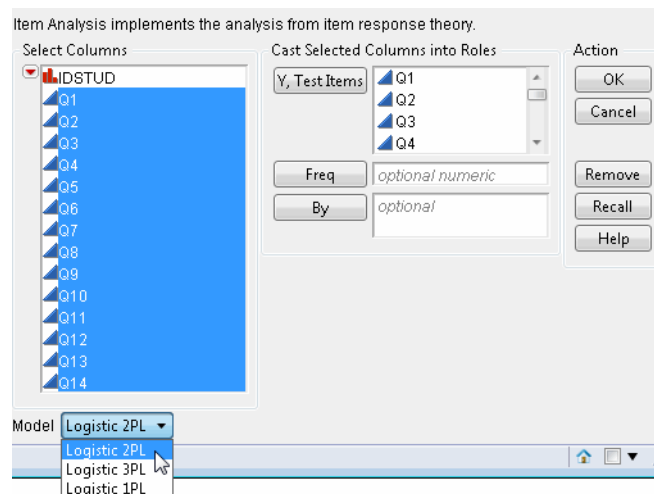 Item Analysis implements the analysis from item response theory.
Select Columns
IDSTUD
Q1
Q2
Q3
Q4
Q5
Q6
Q7
Q8
Q9
Q10
Q11
Q12
Q13
Q14
Cast Selected Columns into Roles
Y, Test Items
Q1
Q2
Q3
Q4
Freq
optional numeric
By
optional
Action
OK
Cancel
Remove
Recall
Help
Model
Logistic 2PL
Logistic 2PL
Logistic 3PL
Logistic 1PL